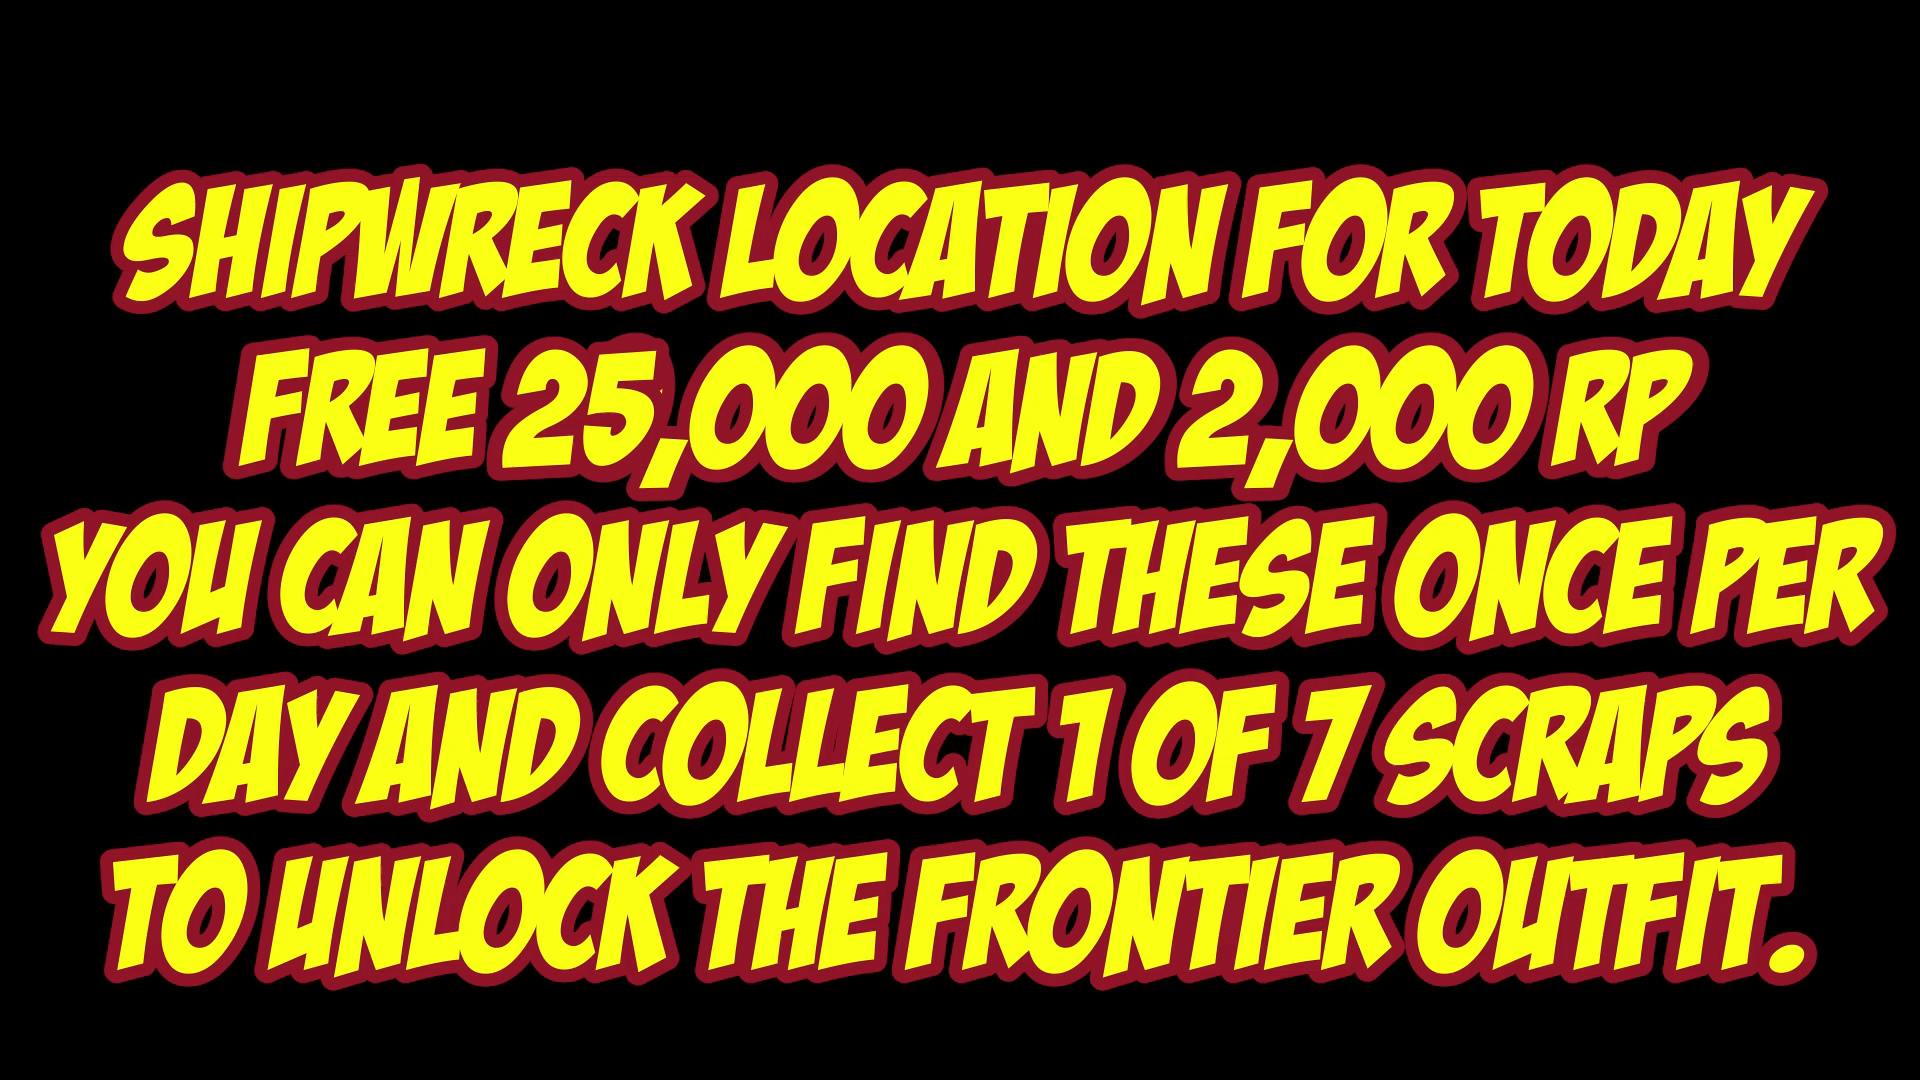 SHIPWRECK LOCATION FOR TODAY
FREE 25,000 AND 2,000 RP
YOU CAN ONLY FIND THESE ONCE PER
DAY AND COLLECT 1 OF 7 SCRAPS
TO UNLOCK THE FRONTIER OUTFIT.